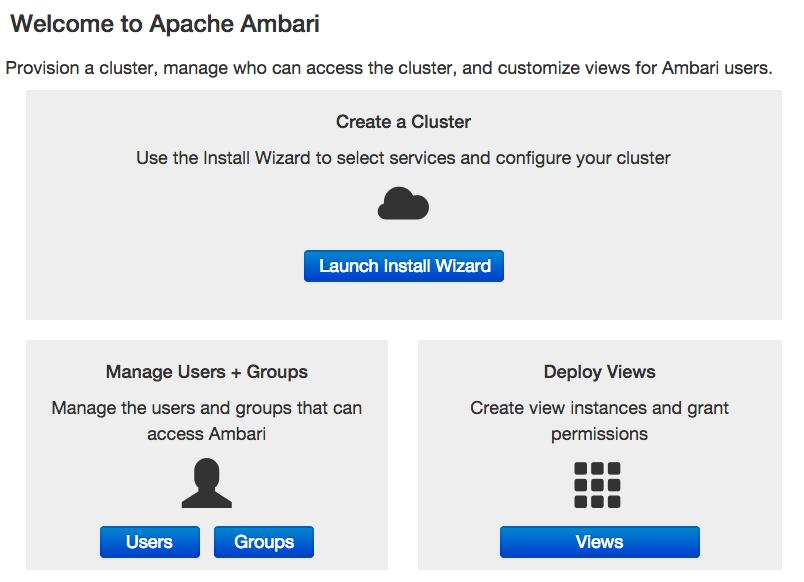 Welcome to Apache Ambari
Provision a cluster, manage who can access the cluster, and customize views for Ambari users.
Create a Cluster
Use the Install Wizard to select services and configure your cluster
Launch Install Wizard
Manage Users + Groups
Manage the users and groups that can
access Ambari
Users
Groups
Deploy Views
Create view instances and grant
permissions
Views